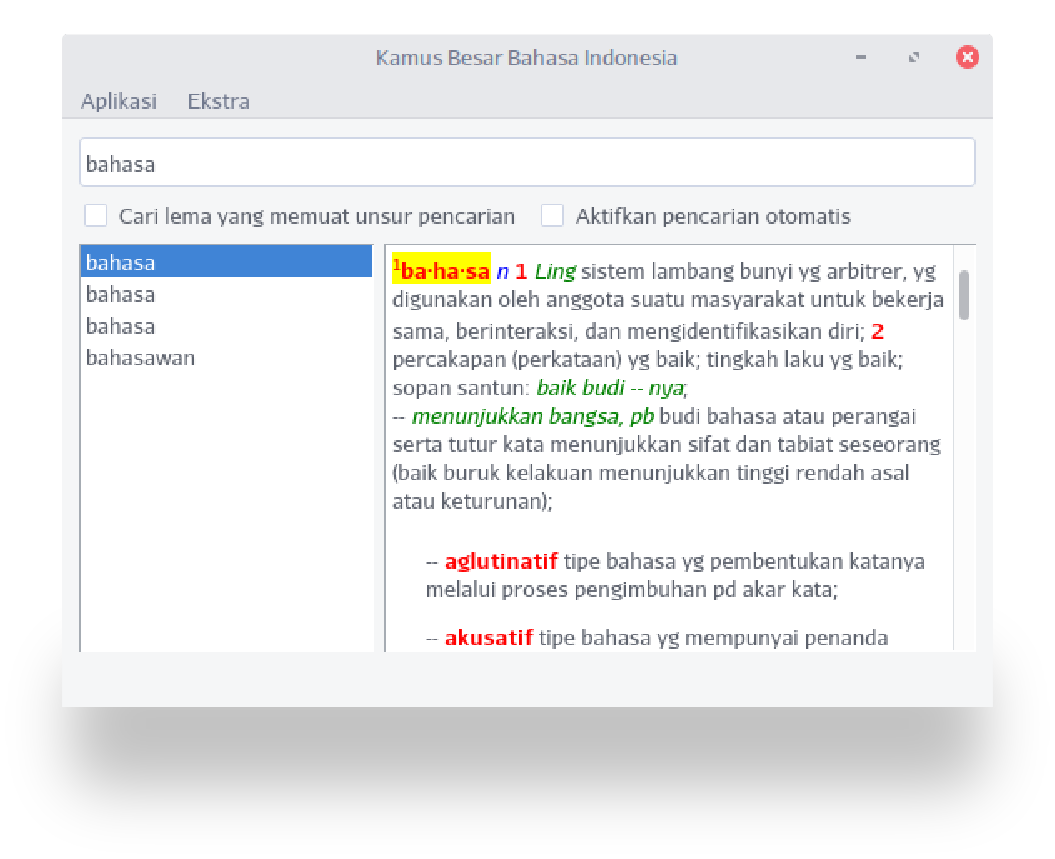 Kamus Besar Bahasa Indonesia
Aplikasi Ekstra
bahasa
Cari lema yang memuat unsur pencarian Aktifkan pencarian otomatis
bahasa
bahasa
bahasa
bahasawan
¹ba·ha·sa n 1 Ling sistem lambang bunyi yg arbitrer, yg
digunakan oleh anggota suatu masyarakat untuk bekerja
sama, berinteraksi, dan mengidentifikasikan diri; 2
percakapan (perkataan) yg baik; tingkah laku yg baik;
sopan santun: baik budi -- nya;
-- menunjukkan bangsa, pb budi bahasa atau perangai
serta tutur kata menunjukkan sifat dan tabiat seseorang
(baik buruk kelakuan menunjukkan tinggi rendah asal
atau keturunan);
-- aglutinatif tipe bahasa yg pembentukan katanya
melalui proses pengimbuhan pd akar kata;
-- akusatif tipe bahasa yg mempunyai penanda